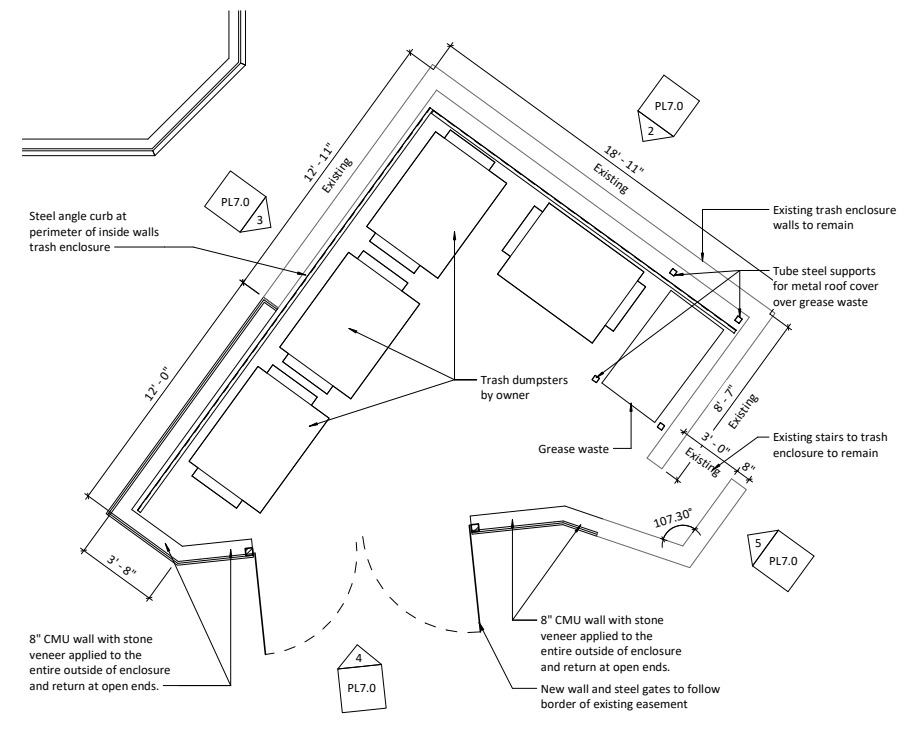 PL7.0
2
12' - 11"
Existing
18' - 11"
Existing
PL7.0
3
Steel angle curb at
perimeter of inside walls
trash enclosure
Existing trash enclosure
walls to remain
Tube steel supports
for metal roof cover
over grease waste
12' - 0"
Trash dumpsters
by owner
8' - 7"
Existing
3' - 0"
Existing
8"
Existing stairs to trash
enclosure to remain
Grease waste
107.30°
5
PL7.0
3' - 8"
8" CMU wall with stone
veneer applied to the
entire outside of enclosure
and return at open ends.
4
PL7.0
8" CMU wall with stone
veneer applied to the
entire outside of enclosure
and return at open ends.
New wall and steel gates to follow
border of existing easement